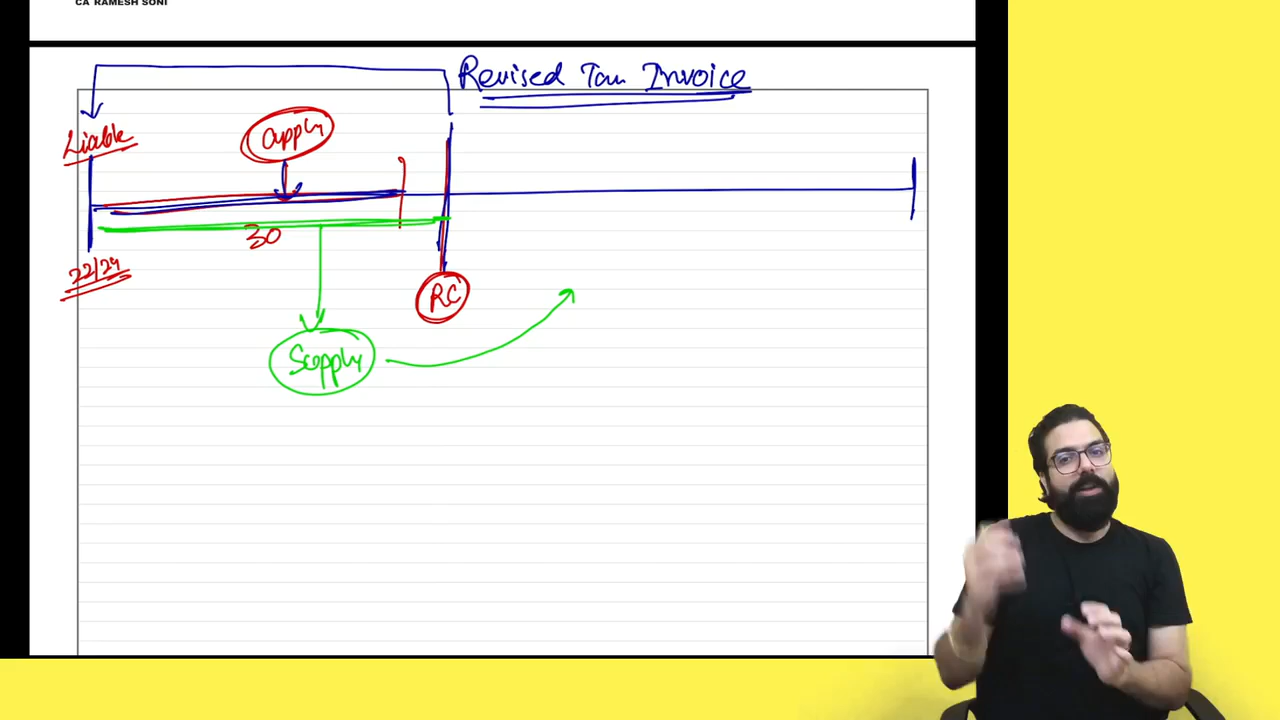 CA RAMESH SONI
Revised Tax Invoice
Liable
apply
30
22/24
RC
Supply